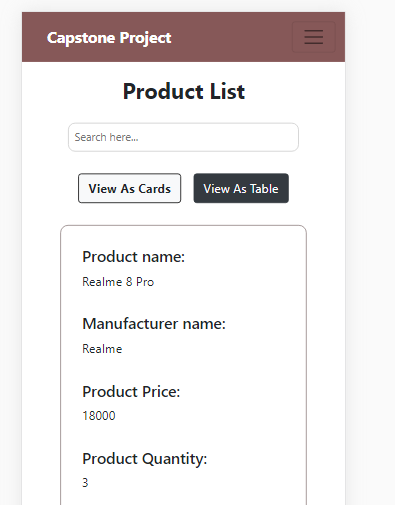 Capstone Project
Product List
Search here...
View As Cards View As Table
Product name:
Realme 8 Pro
Manufacturer name:
Realme
Product Price:
18000
Product Quantity:
3